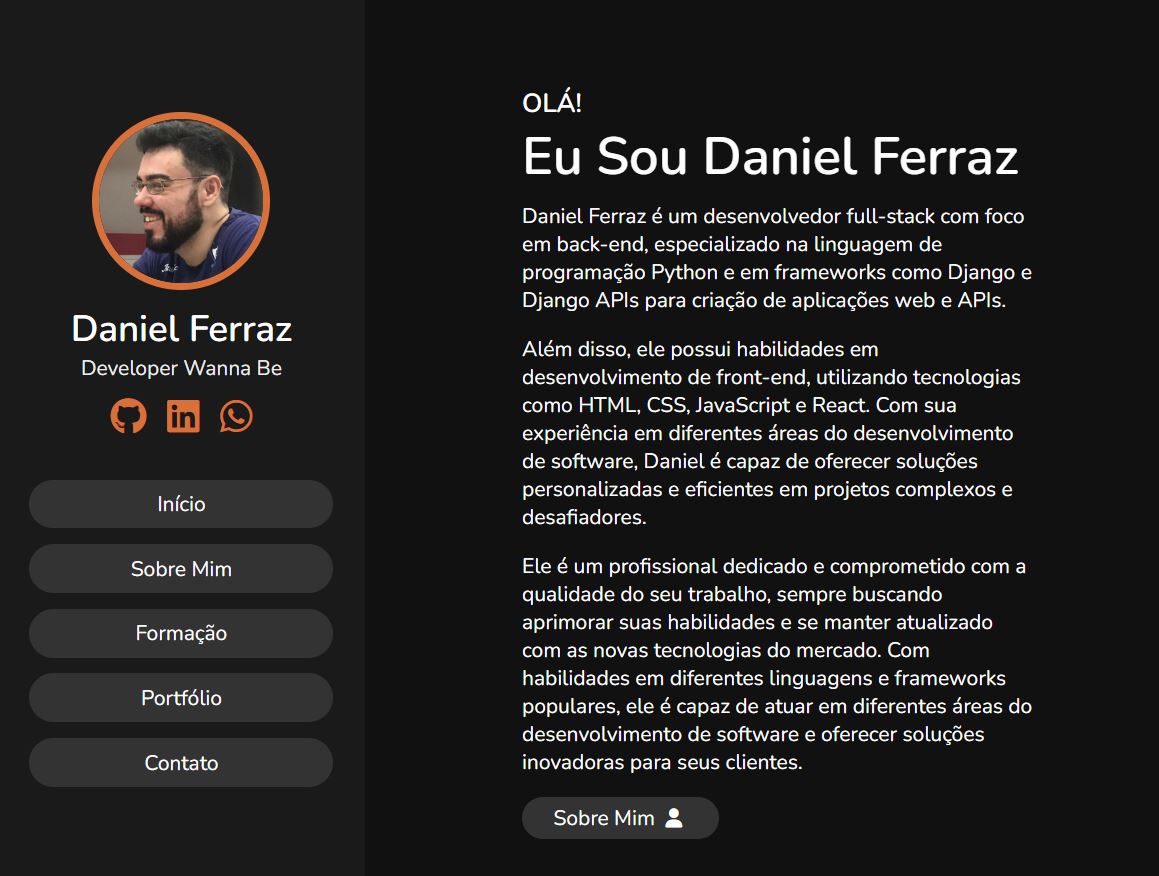 Daniel Ferraz
Developer Wanna Be
Início
Sobre Mim
Formação
Portfólio
Contato
OLÁ!
Eu Sou Daniel Ferraz
Daniel Ferraz é um desenvolvedor full-stack com foco
em back-end, especializado na linguagem de
programação Python e em frameworks como Django e
Django APIs para criação de aplicações web e APIs.
Além disso, ele possui habilidades em
desenvolvimento de front-end, utilizando tecnologias
como HTML, CSS, JavaScript e React. Com sua
experiência em diferentes áreas do desenvolvimento
de software, Daniel é capaz de oferecer soluções
personalizadas e eficientes em projetos complexos e
desafiadores.
Ele é um profissional dedicado e comprometido com a
qualidade do seu trabalho, sempre buscando
aprimorar suas habilidades e se manter atualizado
com as novas tecnologias do mercado. Com
habilidades em diferentes linguagens e frameworks
populares, ele é capaz de atuar em diferentes áreas do
desenvolvimento de software e oferecer soluções
inovadoras para seus clientes.
Sobre Mim